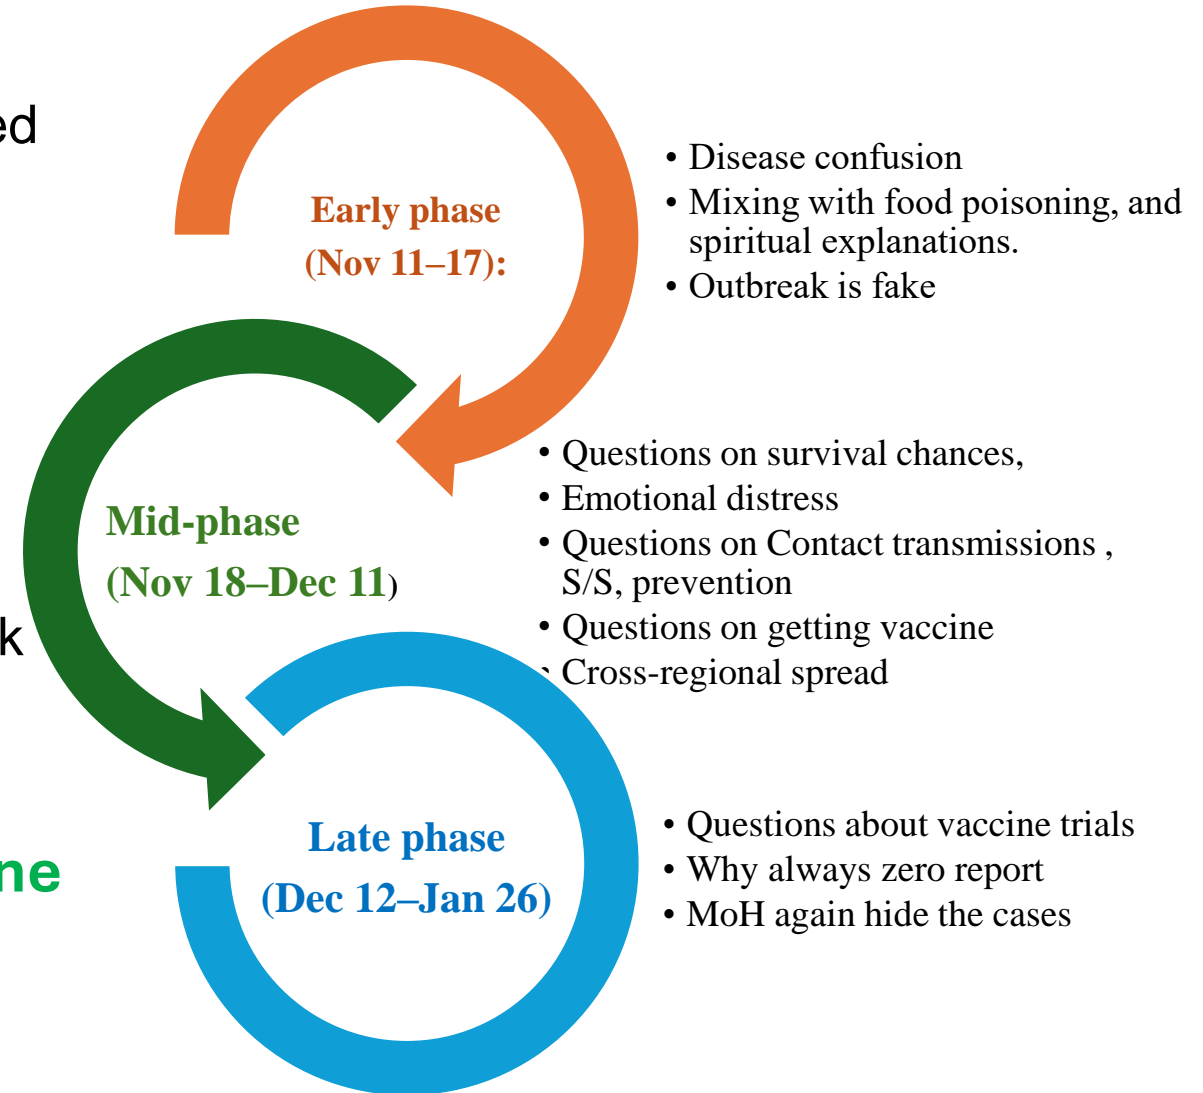 ed
Early phase
(Nov 11–17):
• Disease confusion
• Mixing with food poisoning, and
spiritual explanations.
• Outbreak is fake
Mid-phase
(Nov 18–Dec 11)
• Questions on survival chances,
• Emotional distress
• Questions on Contact transmissions ,
S/S, prevention
• Questions on getting vaccine
• Cross-regional spread
k
Late phase
(Dec 12–Jan 26)
• Questions about vaccine trials
• Why always zero report
• MoH again hide the cases
ne